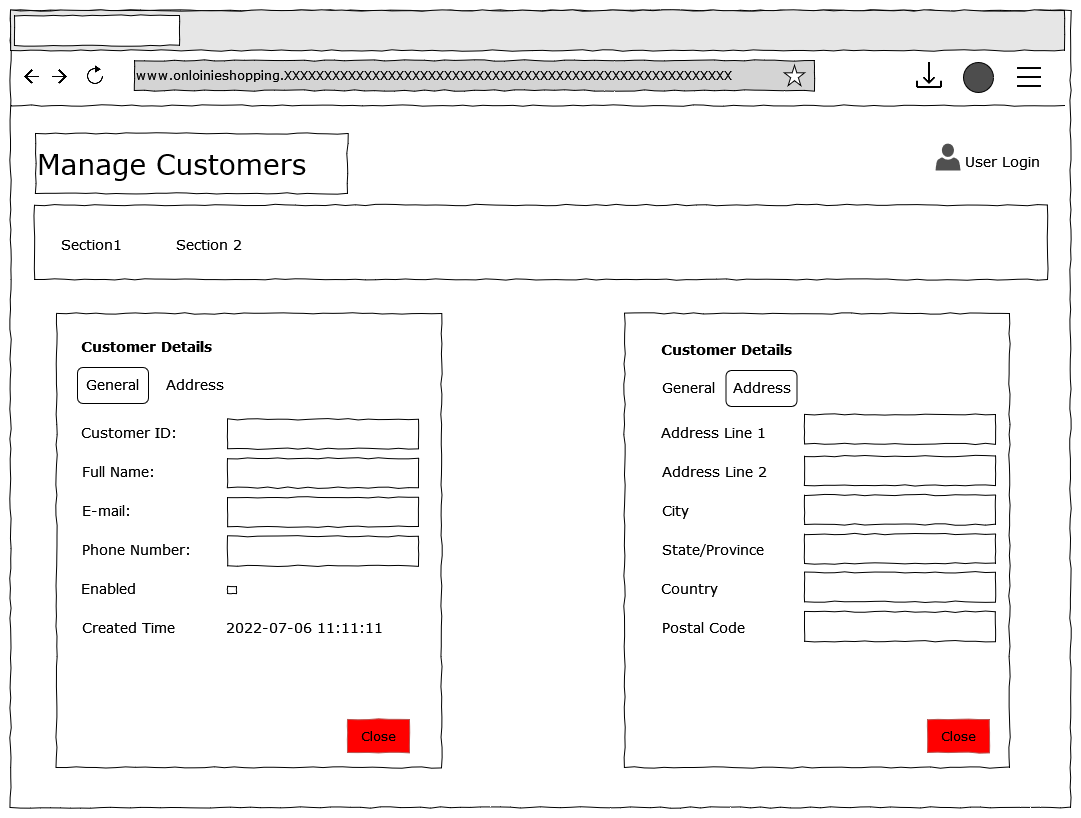 www.onloinieshopping.XXXXXXXXXXXXXXXXXXXXXXXXXXXXXXXXXXXXXXXXXXXXXXXXXXXXXXXX
Manage Customers
User Login
Section1 Section 2
Customer Details
General Address
Customer ID:
Full Name:
E-mail:
Phone Number:
Enabled
Created Time 2022-07-06 11:11:11
Close
Customer Details
General Address
Address Line 1
Address Line 2
City
State/Province
Country
Postal Code
Close